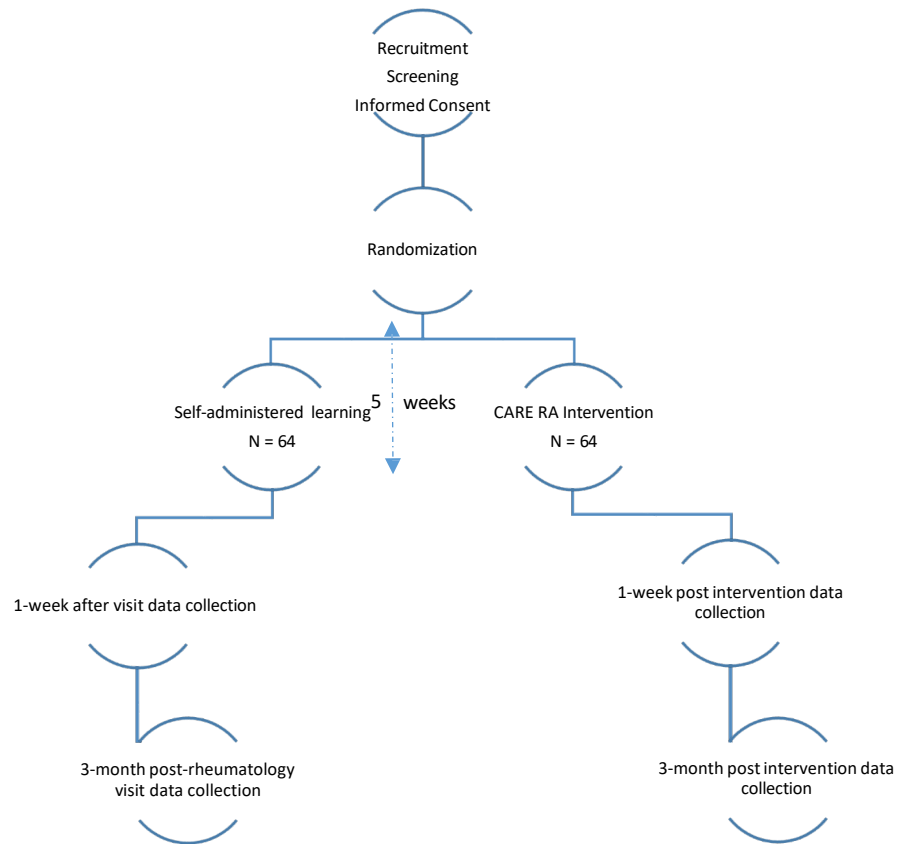 Recruitment
Screening
Informed Consent
Randomization
Self-administered learning
N = 64
5 weeks
CARE RA Intervention
N = 64
1-week after visit data collection
1-week post intervention data
collection
3-month post-rheumatology
visit data collection
3-month post intervention data
collection